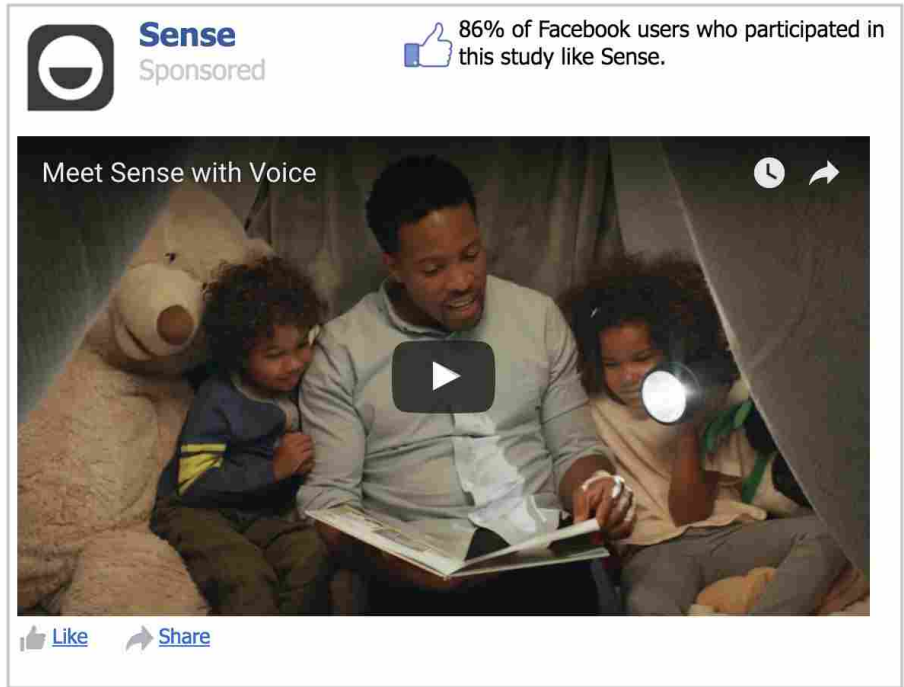 Sense
Sponsored
86% of Facebook users who participated in
this study like Sense.
Meet Sense with Voice
Like
Share